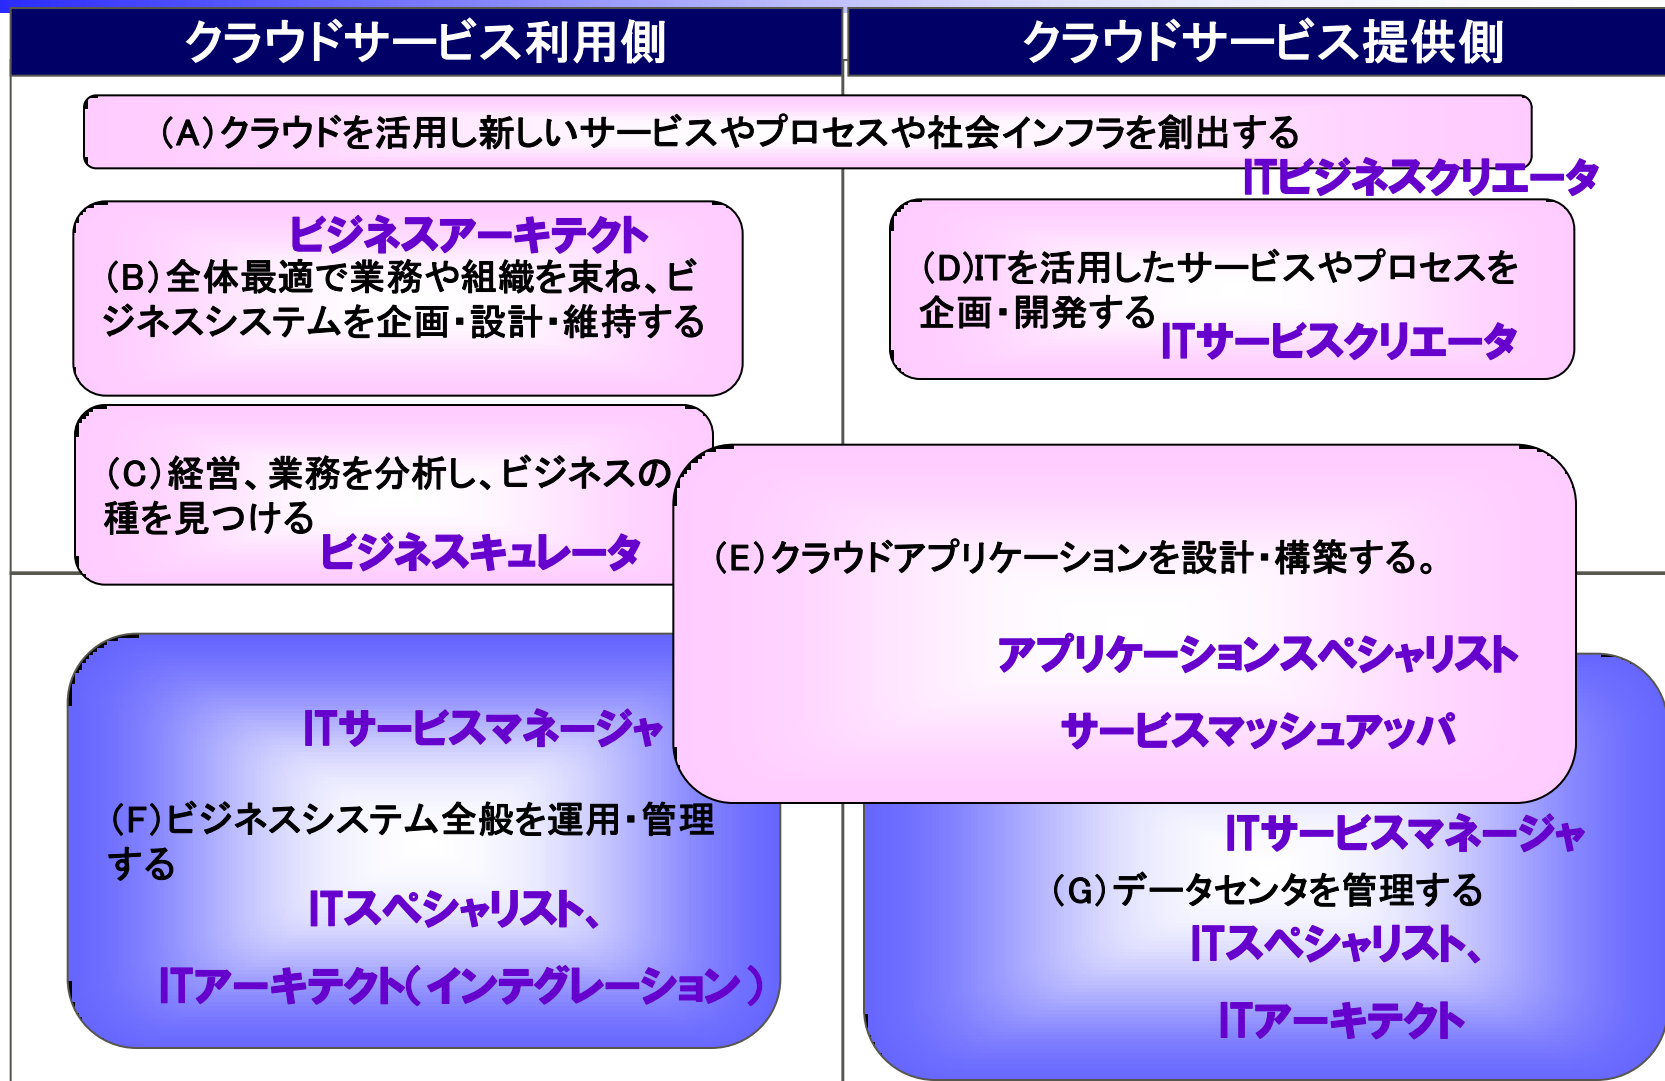 クラウドサービス利用側
クラウドサービス提供側
（A）クラウドを活用し新しいサービスやプロセスや社会インフラを創出する
ITビジネスクリエータ
ビジネスアーキテクト
（B）全体最適で業務や組織を束ね、ビ
ジネスシステムを企画・設計・維持する
（D）ITを活用したサービスやプロセスを
企画・開発する
ITサービスクリエータ
（C）経営、業務を分析し、ビジネスの
種を見つける
ビジネスキュレータ
（E）クラウドアプリケーションを設計・構築する。
アプリケーションスペシャリスト
サービスマッシュアッパ
ITサービスマネージャ
（F）ビジネスシステム全般を運用・管理
する
ITスペシャリスト、
ITアーキテクト（インテグレーション）
ITサービスマネージャ
（G）データセンタを管理する
ITスペシャリスト、
ITアーキテクト